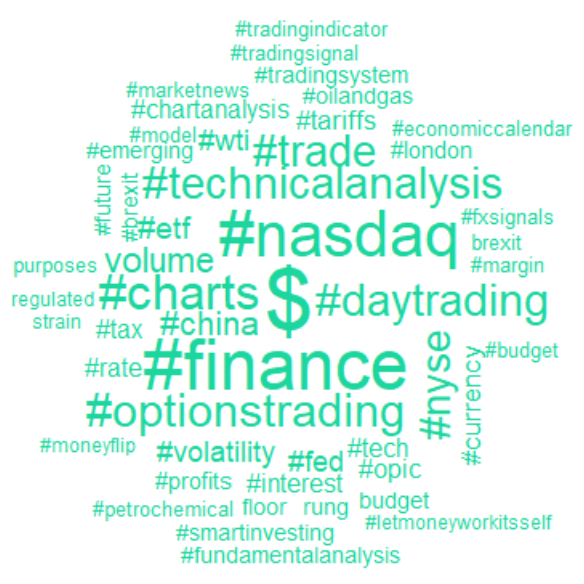 #tradingindicator
#tradingsignal
#tradingsystem
#marketnews
#oilandgas
#chartanalysis
#tariffs
#economiccalendar
#model
#wti
#trade
#london
#emerging
#technicalanalysis
#future
#brexit
#etf
#nasdaq
#fxsignals
brexit
purposes
volume
#margin
regulated
#charts
$
#daytrading
strain
#tax
#china
#budget
#rate
#finance
#nyse
#currency
#optionstrading
#moneyflip
#volatility
#fed
#tech
#opic
#profits
#interest
#petrochemical
floor
rung
budget
#letmoneyworkitsself
#smartinvesting
#fundamentalanalysis